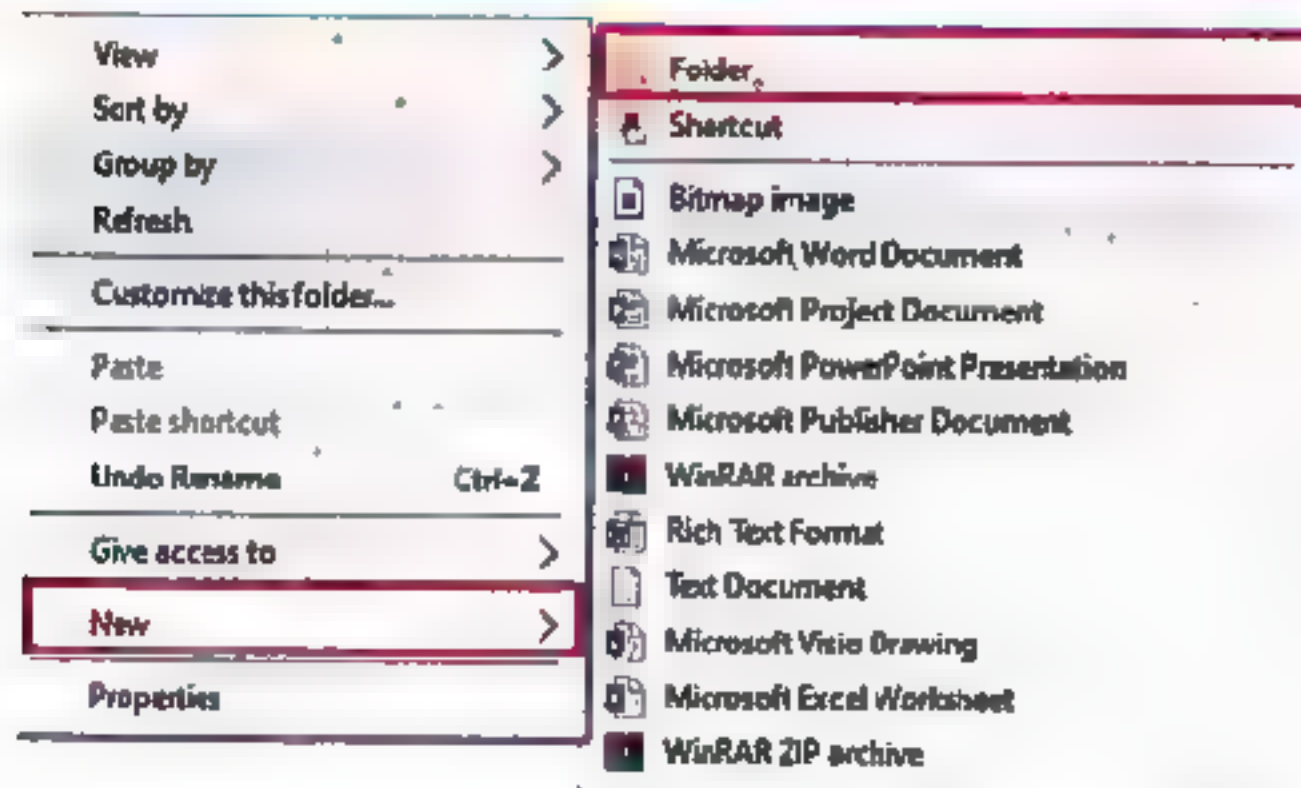 View
Sort by
Group by
Refresh
Customize this folder...
Paste
Paste shortcut
Undo Rename Ctrl+Z
Give access to
New
Properties
Folder
Shortcut
Bitmap image
Microsoft Word Document
Microsoft Project Document
Microsoft PowerPoint Presentation
Microsoft Publisher Document
WinRAR archive
Rich Text Format
Text Document
Microsoft Visio Drawing
Microsoft Excel Worksheet
WinRAR ZIP archive